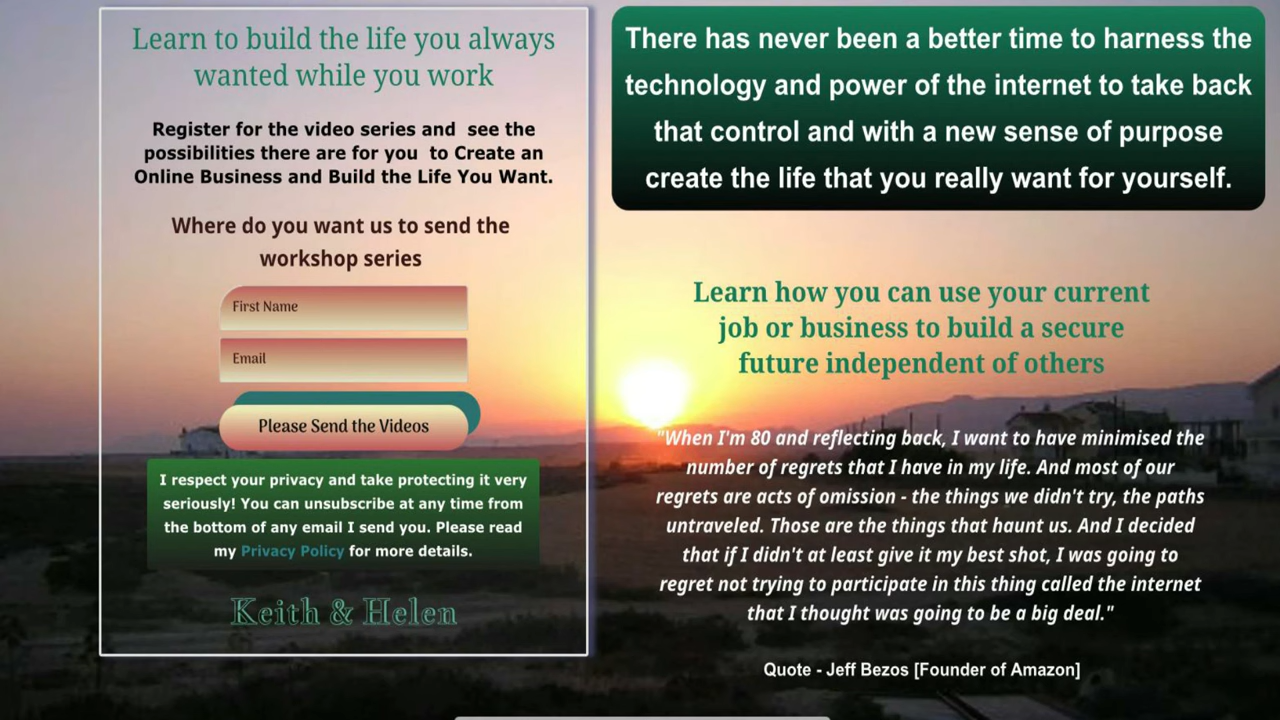 Learn to build the life you always
wanted while you work
Register for the video series and  see the
possibilities there are for you  to Create an
Online Business and Build the Life You Want.
Where do you want us to send the
workshop series
First Name
Email
Please Send the Videos
I respect your privacy and take protecting it very
seriously! You can unsubscribe at any time from
the bottom of any email I send you. Please read
my Privacy Policy for more details.
Keith & Helen
There has never been a better time to harness the
technology and power of the internet to take back
that control and with a new sense of purpose
create the life that you really want for yourself.
Learn how you can use your current
job or business to build a secure
future independent of others
"When I'm 80 and reflecting back, I want to have minimised the
number of regrets that I have in my life. And most of our
regrets are acts of omission - the things we didn't try, the paths
untraveled. Those are the things that haunt us. And I decided
that if I didn't at least give it my best shot, I was going to
regret not trying to participate in this thing called the internet
that I thought was going to be a big deal."
Quote - Jeff Bezos [Founder of Amazon]